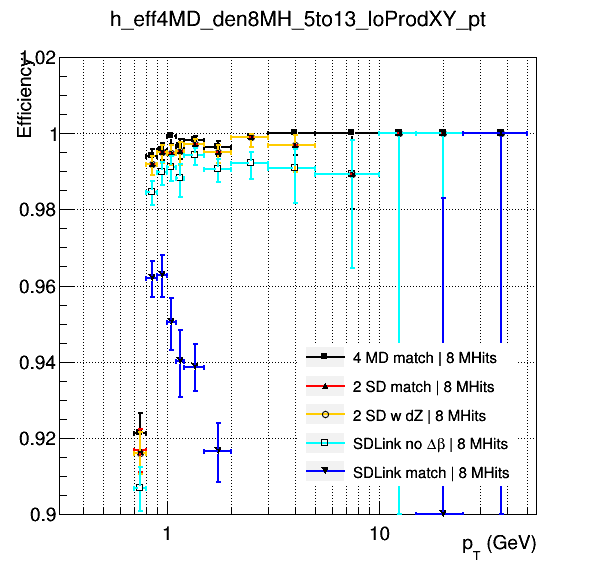 h_eff4MD_den8MH_5to13_loProdXY_pt
Efficiency
1.02
1
0.98
0.96
0.94
0.92
0.9
4 MD match | 8 MHits
2 SD match | 8 MHits
2 SD w dZ | 8 MHits
SDLink no Δβ | 8 MHits
SDLink match | 8 MHits
1
10
p_T (GeV)